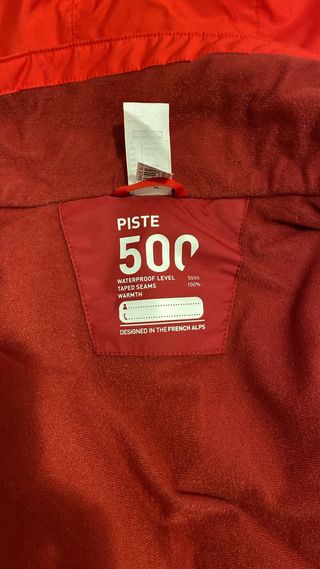 PISTE
500
WATERPROOF LEVEL 5000
TAPED SEAMS 100%
WARMTH
DESIGNED IN THE FRENCH ALPS